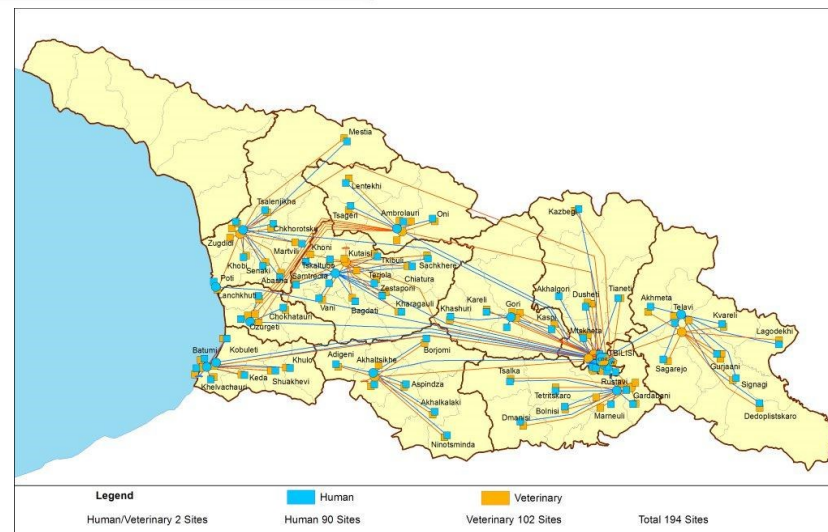 Mestia
Lentekhi
Tsageri
Ambrolauri
Oni
Kazbegi
Tsalenjikha
Chkhorotsku
Zugdidi
Martvili
Khoni
Kutaisi
Tskaltubo
Tkibuli
Sachkhere
Khobi
Senaki
Abasha
Samtredia
Terjola
Chiatura
Zestaponi
Poti
Lanchkhuti
Vani
Bagdati
Kharagauli
Khashuri
Kareli
Gori
Kaspi
Akhalgori
Dusheti
Tianeti
Akhmeta
Telavi
Kvareli
Lagodekhi
Ozurgeti
Chokhatauri
Mtskheta
TBILISI
Batumi
Kobuleti
Khulo
Adigeni
Akhaltsikhe
Borjomi
Tsalka
Rustavi
Sagarejo
Gurjaani
Signagi
Khelvachauri
Keda
Shuakhevi
Aspindza
Tetritskaro
Gardabani
Dedoplistskaro
Akhalkalaki
Dmanisi
Bolnisi
Marneuli
Ninotsminda
Legend
Human
Veterinary
Human/Veterinary 2 Sites
Human 90 Sites
Veterinary 102 Sites
Total 194 Sites